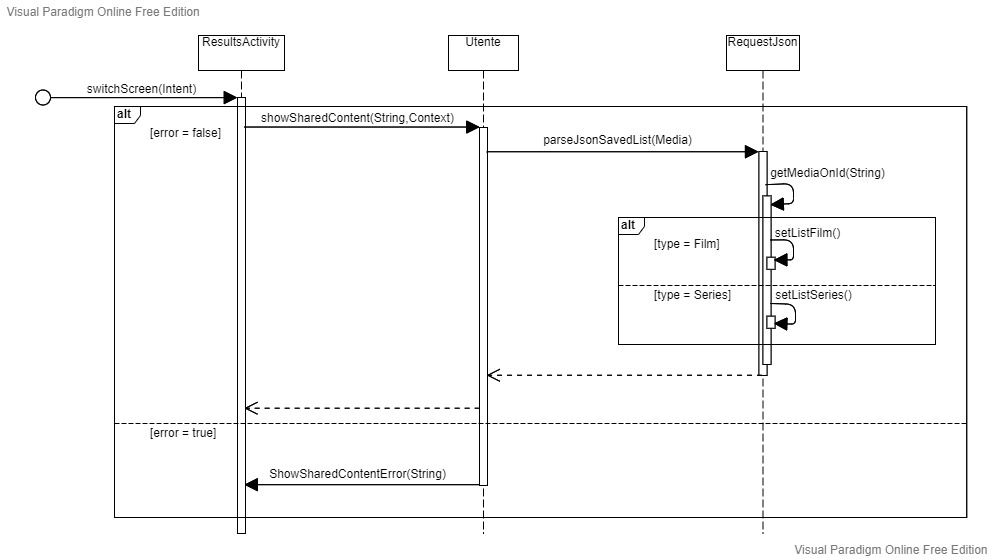 Visual Paradigm Online Free Edition
ResultsActivity
Utente
RequestJson
switchScreen(Intent)
alt
[error = false]
showSharedContent(String,Context)
parseJsonSavedList(Media)
getMediaOnId(String)
alt
[type = Film]
setListFilm()
[type = Series]
setListSeries()
[error = true]
ShowSharedContentError(String)
Visual Paradigm Online Free Edition